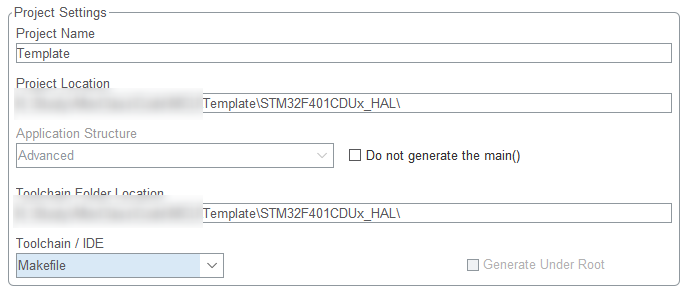 Project Settings
Project Name
Template
Project Location
Template\STM32F401CDUx_HAL\
Application Structure
Advanced
Do not generate the main()
Toolchain Folder Location
Template\STM32F401CDUx_HAL\
Toolchain / IDE
Makefile
Generate Under Root